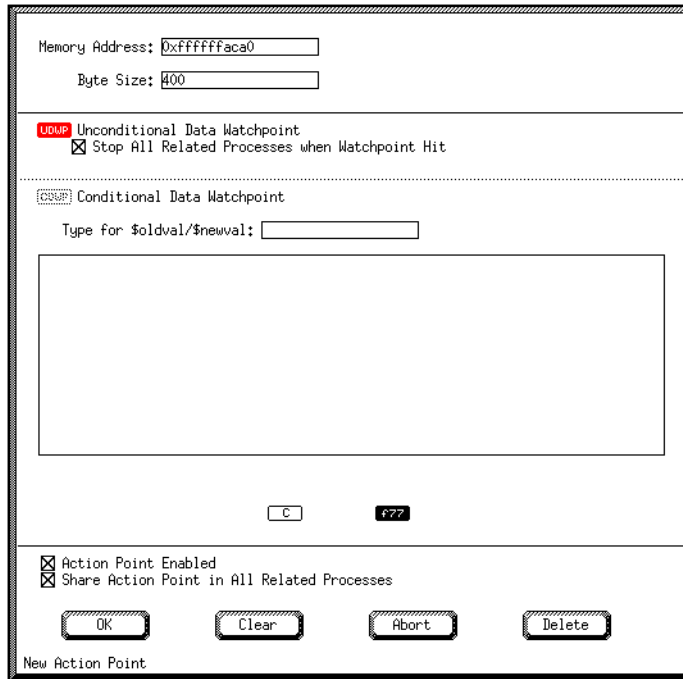 Memory Address: 0xffffffaca0
Byte Size: 400
UDWP Unconditional Data Watchpoint
Stop All Related Processes when Watchpoint Hit
CDWP Conditional Data Watchpoint
Type for $oldval/$newval:
C f77
Action Point Enabled
Share Action Point in All Related Processes
OK Clear Abort Delete
New Action Point